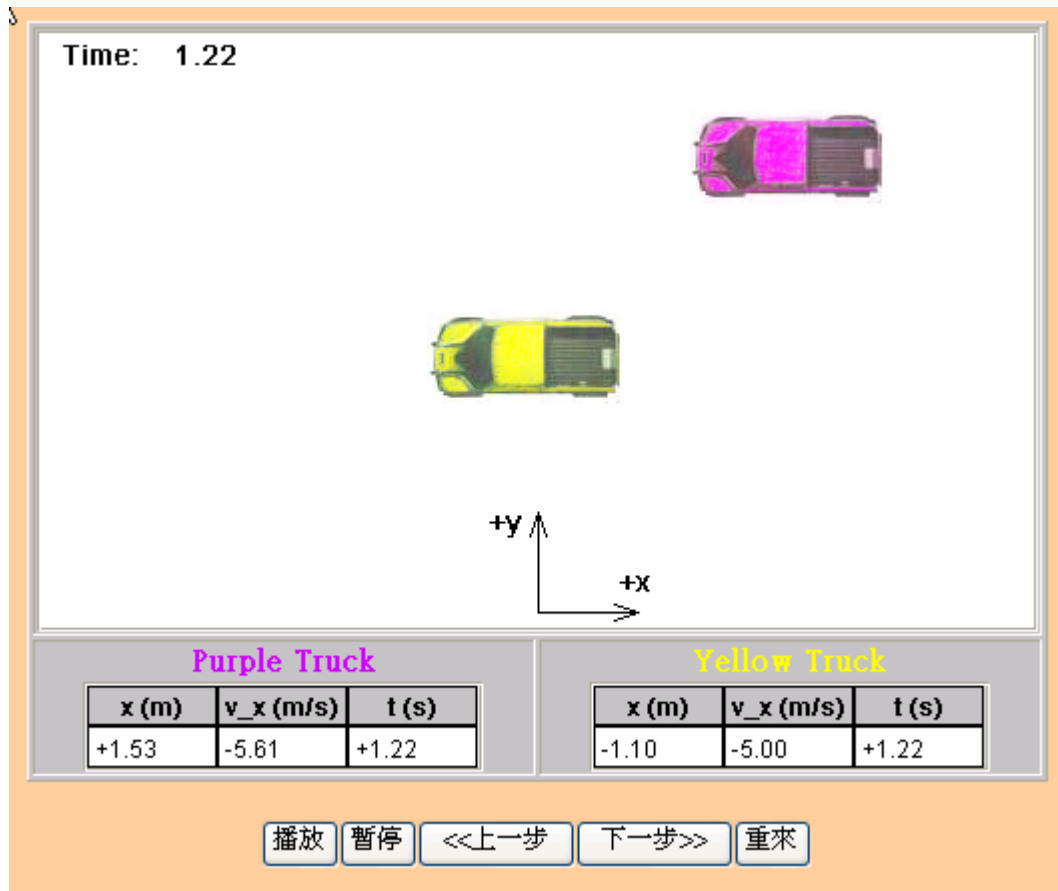 Time: 1.22
+y
+x
Purple Truck
Yellow Truck
x (m) v_x (m/s) t (s)
x (m) v_x (m/s) t (s)
+1.53 -5.61 +1.22
-1.10 -5.00 +1.22
播放 暫停 <<上一步 下一步>> 重來